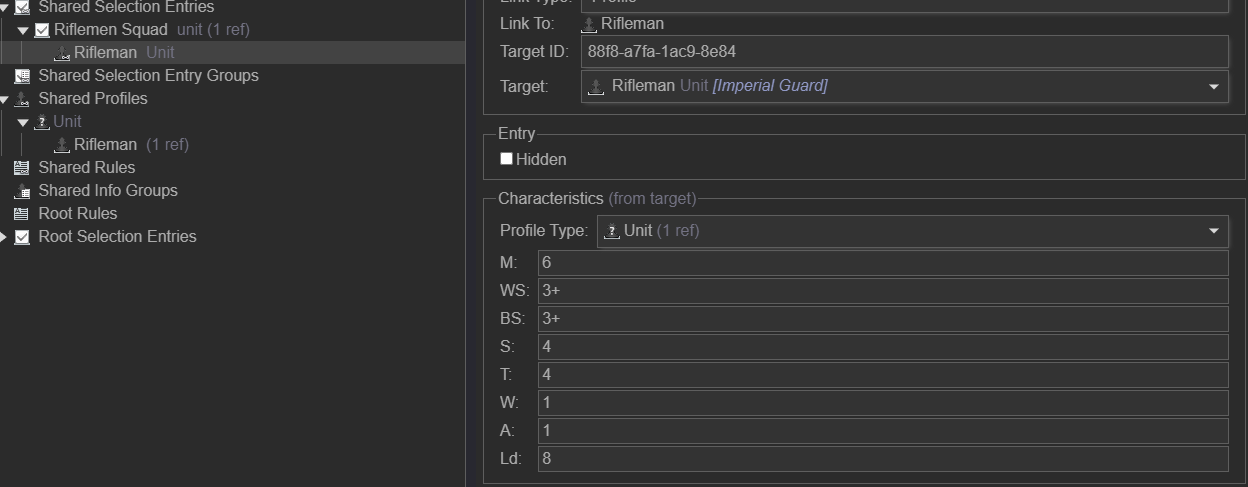 Shared Selection Entries
Riflemen Squad unit (1 ref)
Rifleman Unit
Shared Selection Entry Groups
Shared Profiles
Unit
Rifleman (1 ref)
Shared Rules
Shared Info Groups
Root Rules
Root Selection Entries
Link Type: Profile
Link To: Rifleman
Target ID: 88f8-a7fa-1ac9-8e84
Target: Rifleman Unit [Imperial Guard]
Entry
Hidden
Characteristics (from target)
Profile Type: Unit (1 ref)
M: 6
WS: 3+
BS: 3+
S: 4
T: 4
W: 1
A: 1
Ld: 8